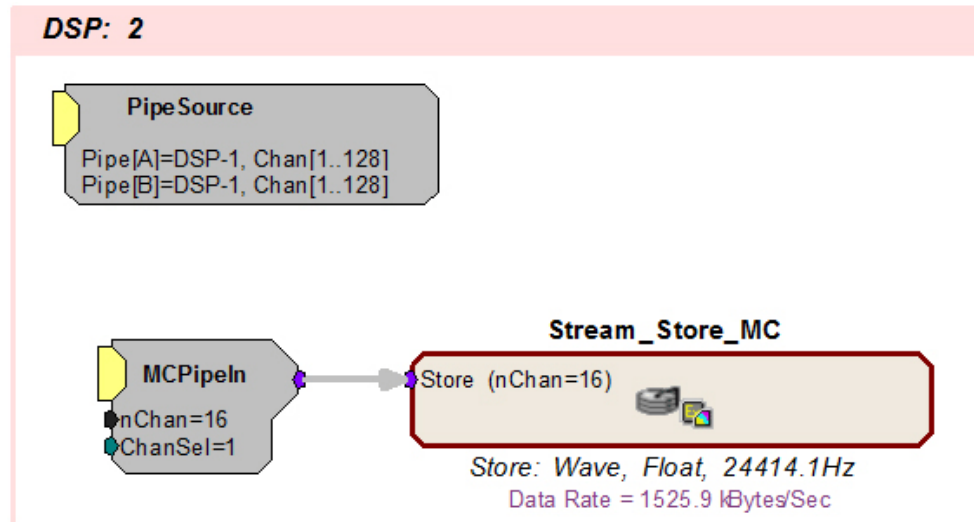 DSP: 2
PipeSource
Pipe[A]=DSP-1, Chan[1..128]
Pipe[B]=DSP-1, Chan[1..128]
Stream_Store_MC
MCPipeIn
Store (nChan=16)
nChan=16
ChanSel=1
Store: Wave, Float, 24414.1Hz
Data Rate = 1525.9 kBytes/Sec